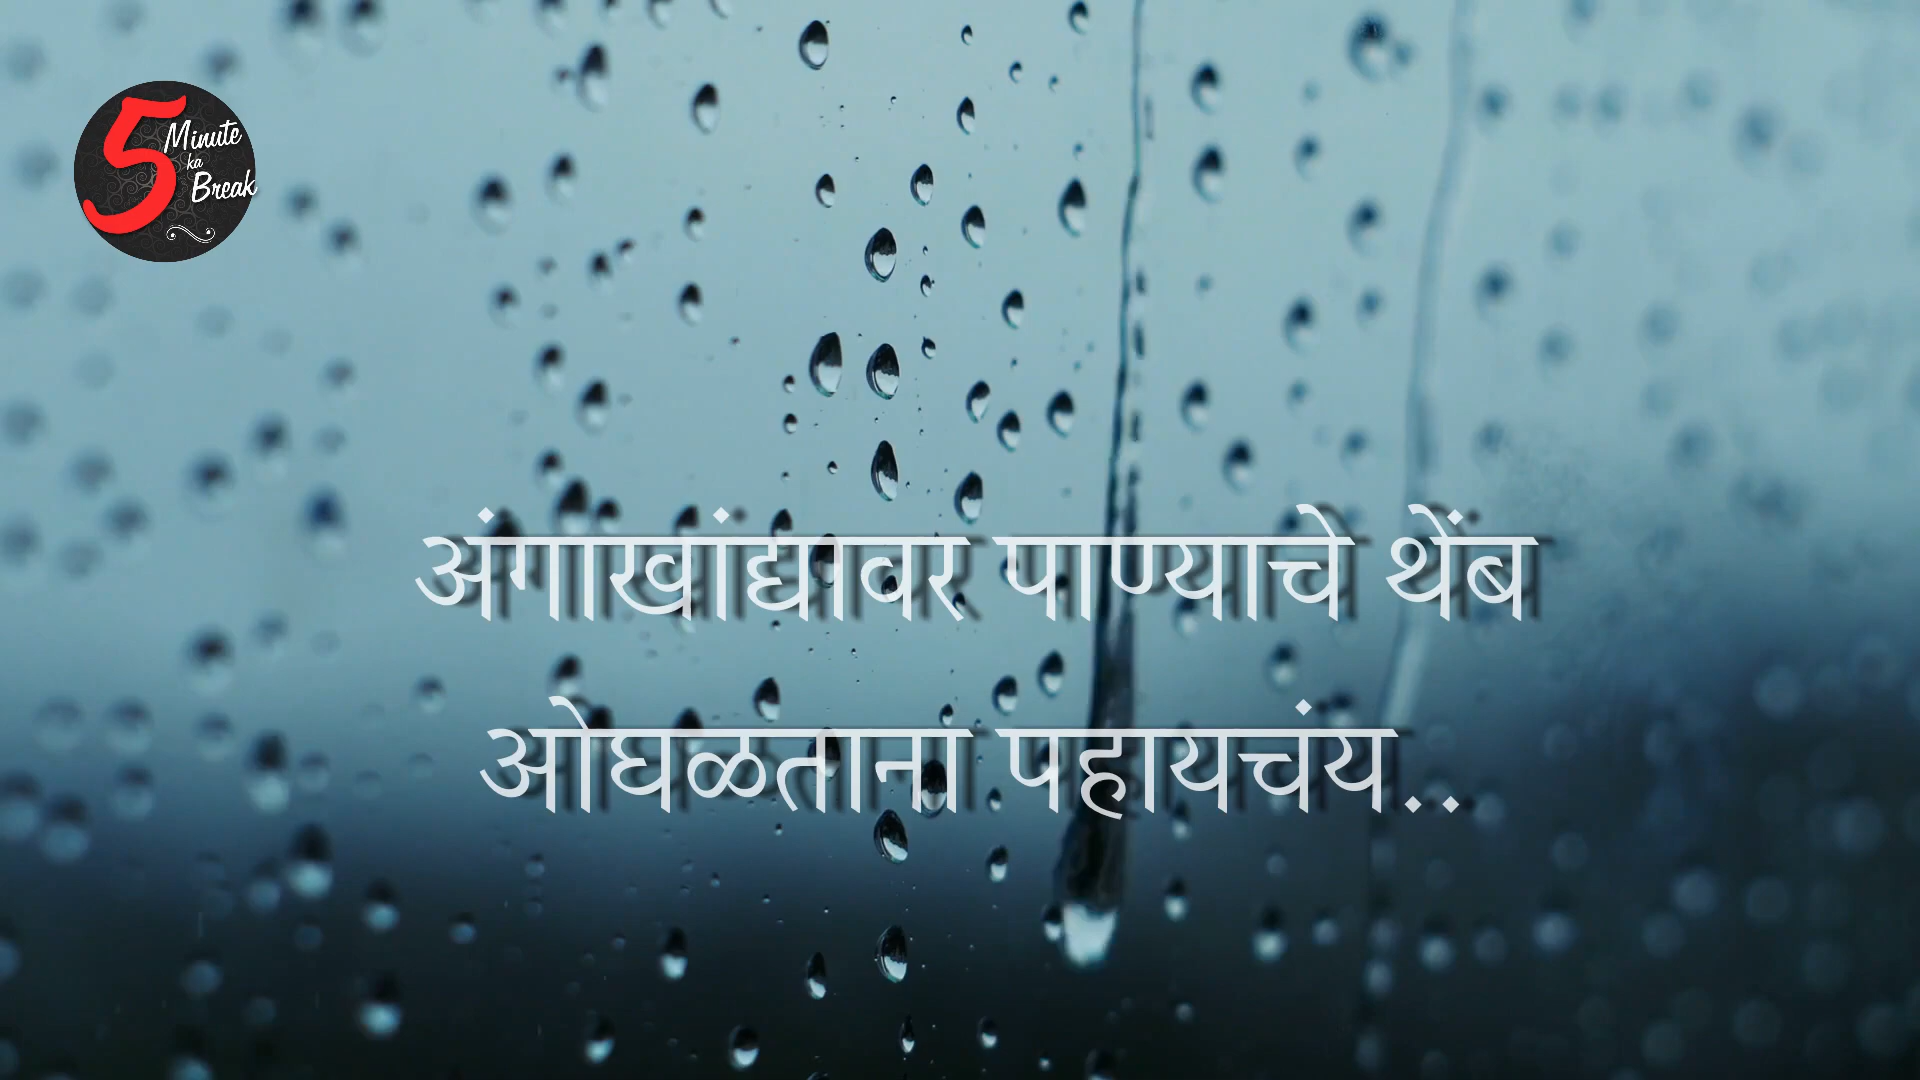 5
Minute
ka
Break
अंगाखांद्यावर पाण्याचे थेंब
ओघळताना पहायचंय..